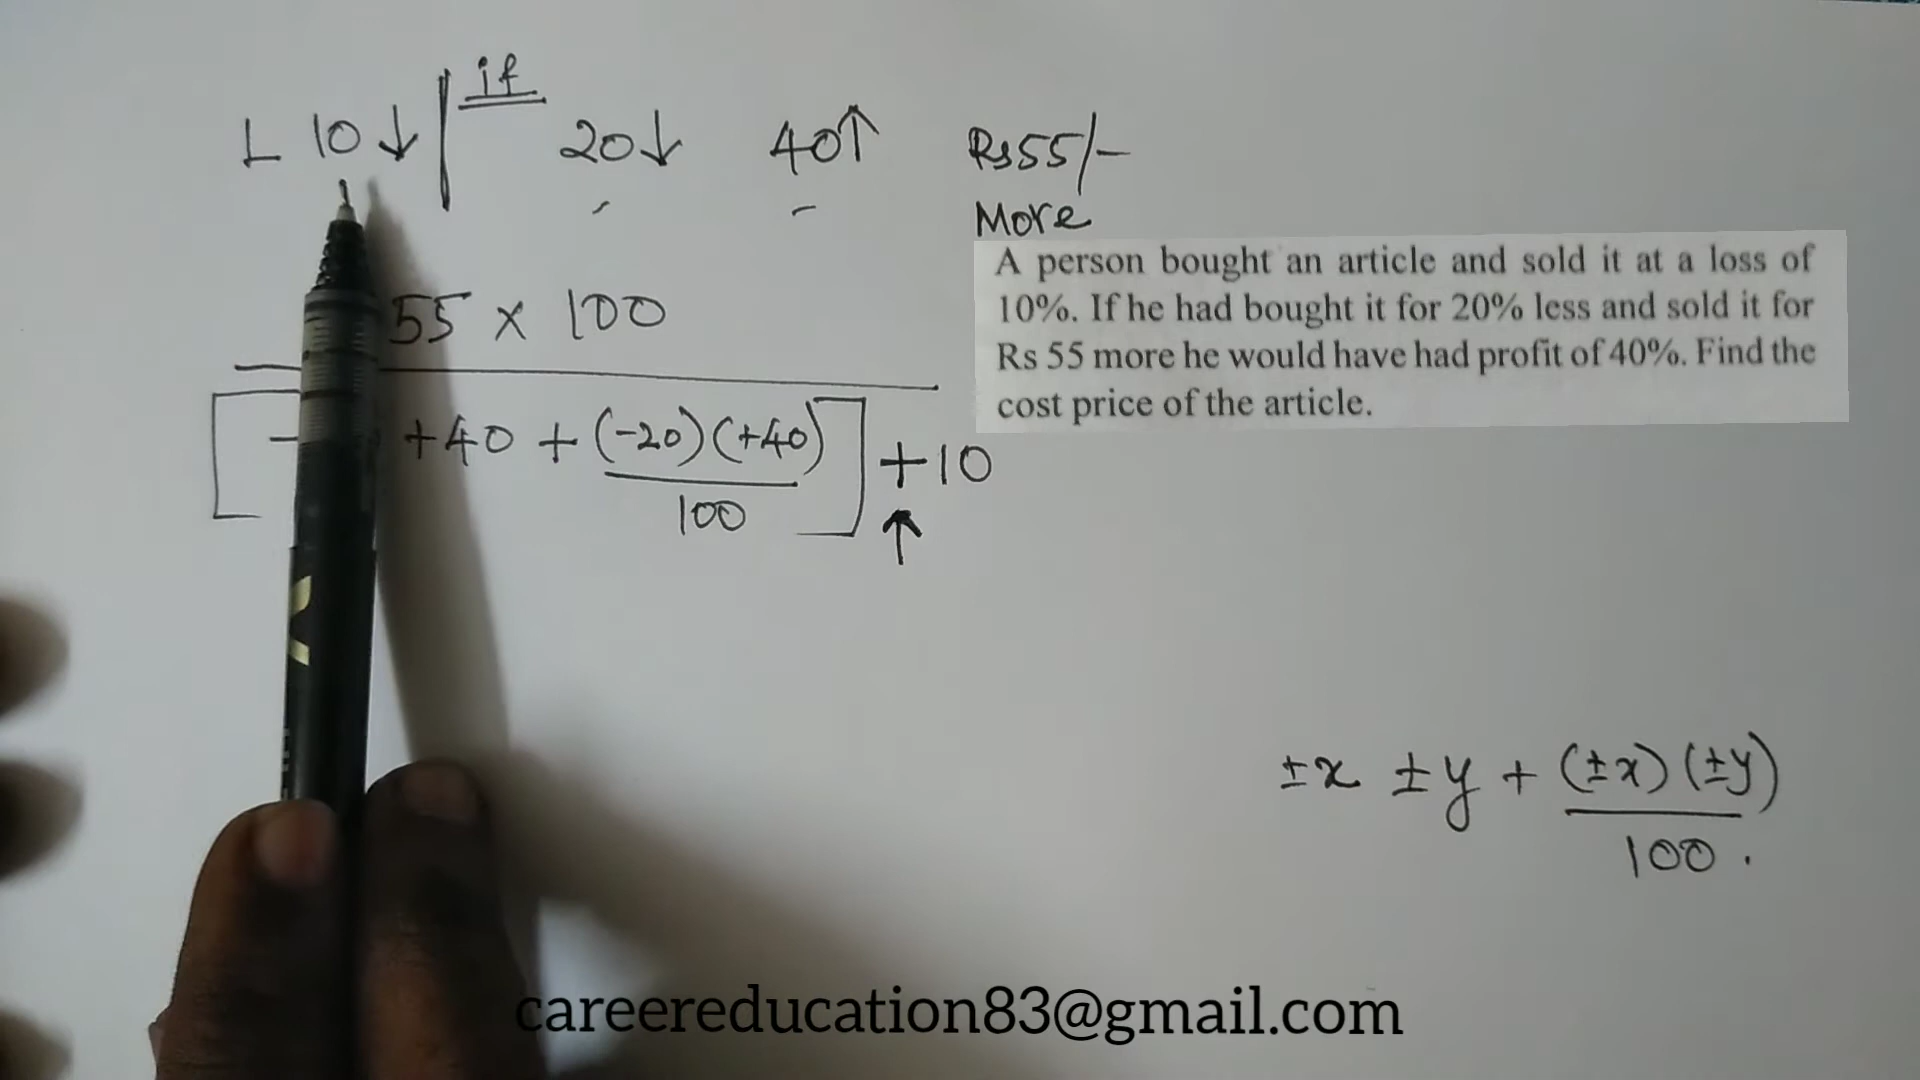 if
L 10↓ | 20↓ 40↑ Rs55/-
More
A person bought an article and sold it at a loss of
10%. If he had bought it for 20% less and sold it for
Rs 55 more he would have had profit of 40%. Find the
cost price of the article.
55 × 100
[- +40 + (-20)(+40) ] +10
100
↑
±x ±y + (±x)(±y)
100.
careereducation83@gmail.com